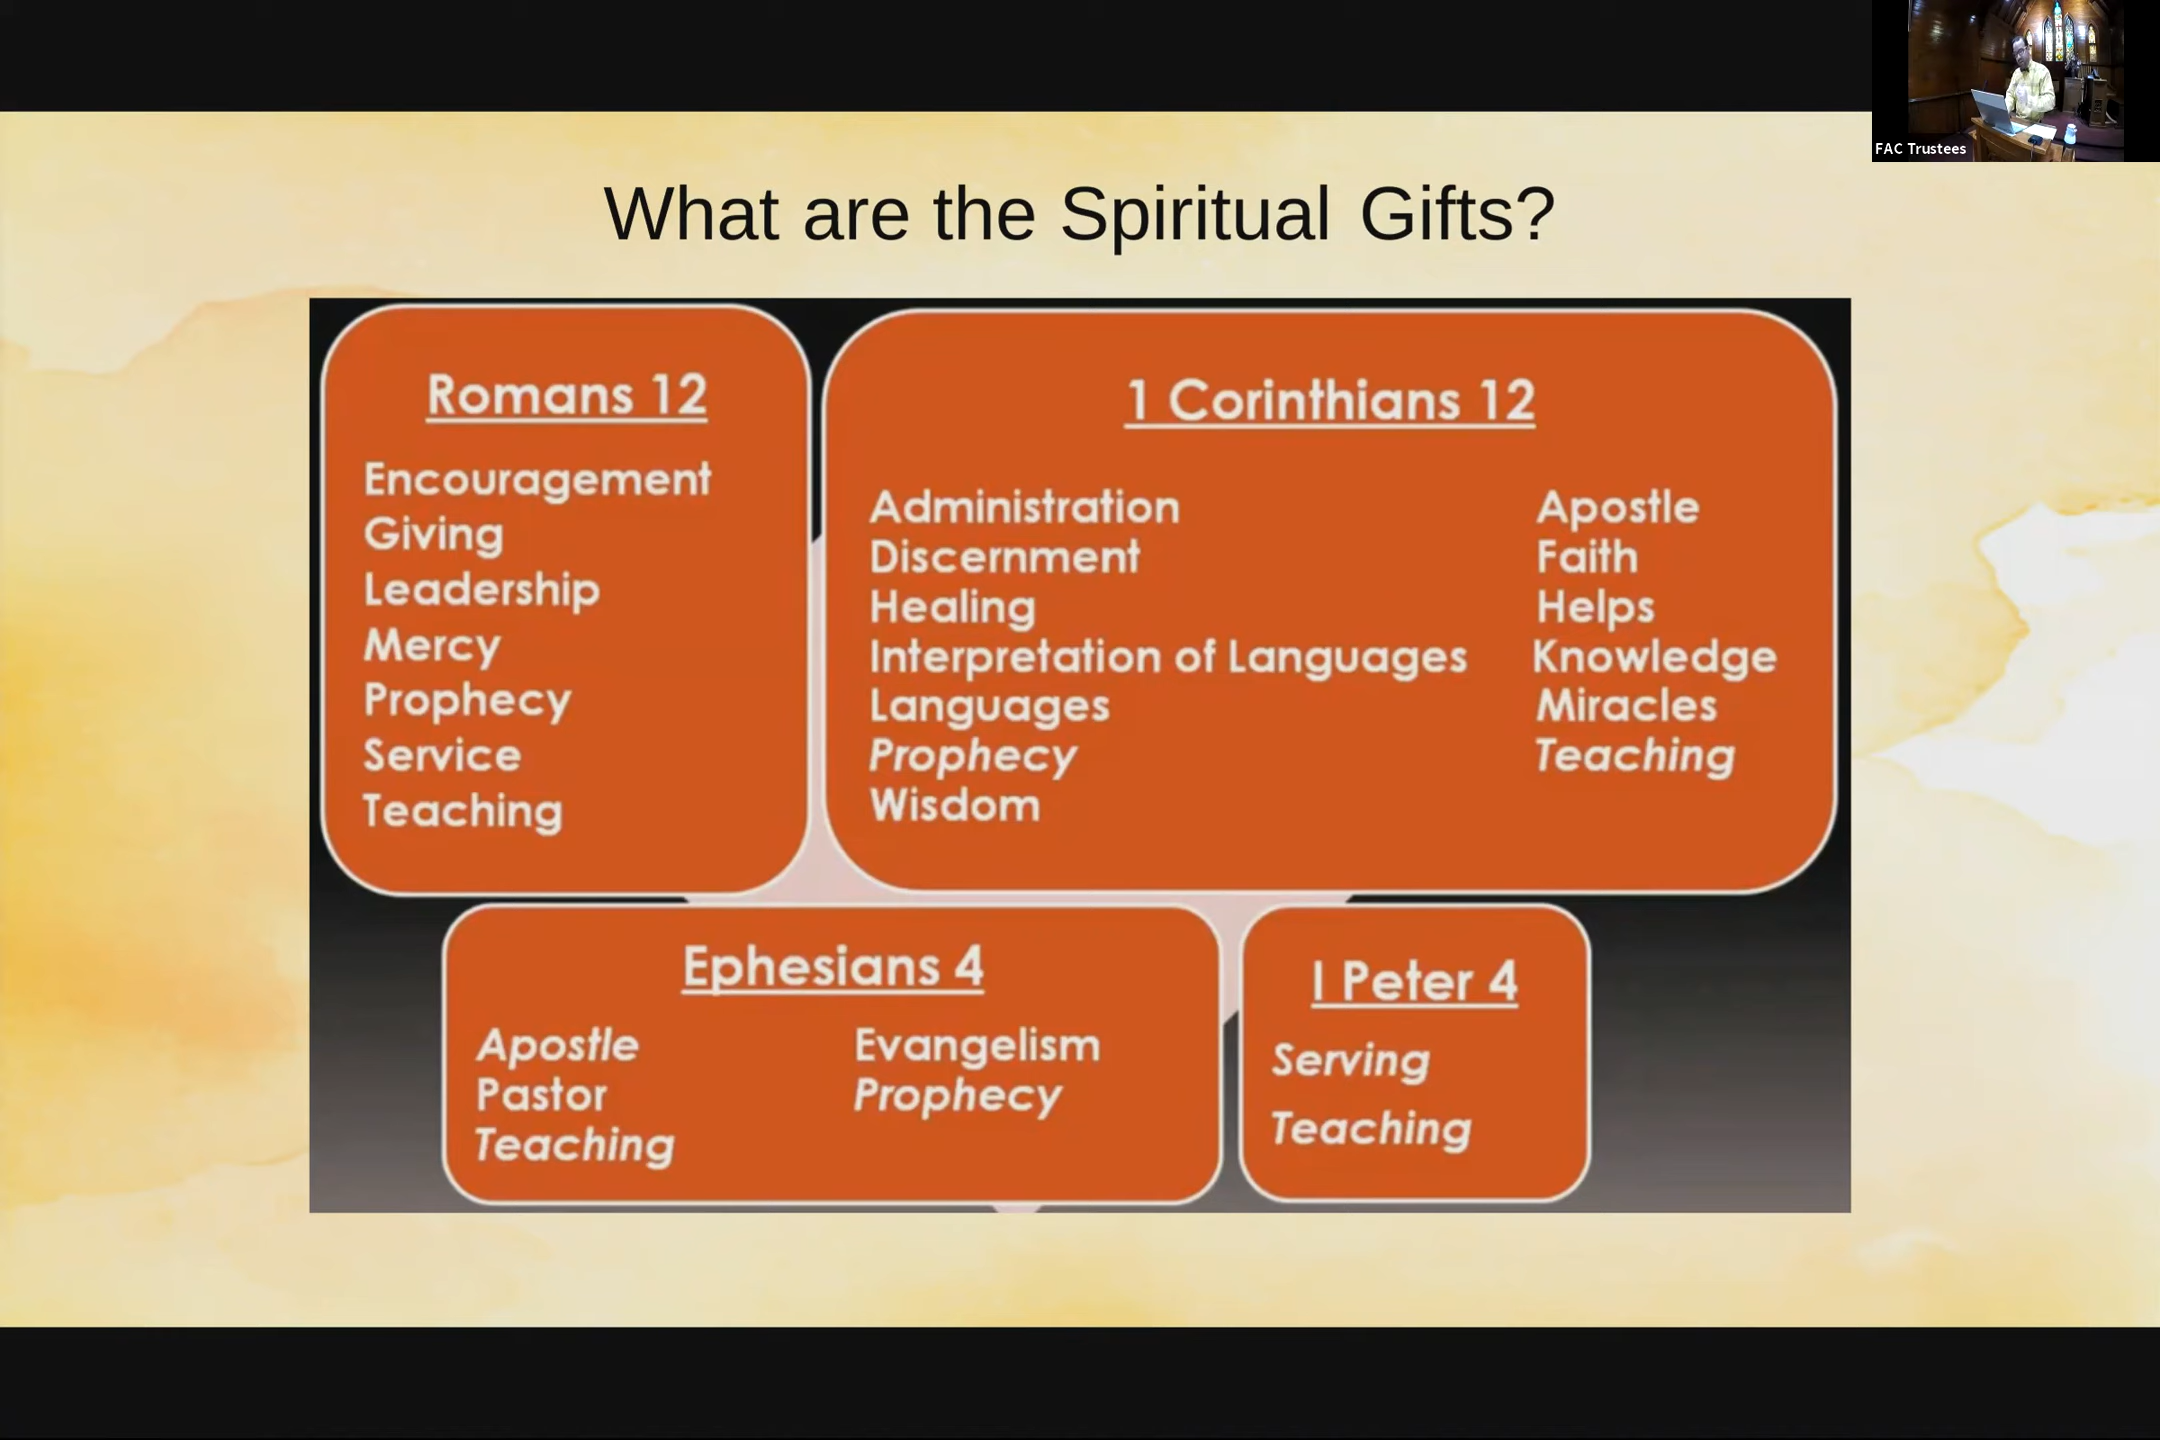 FAC Trustees
What are the Spiritual Gifts?
Romans 12
Encouragement
Giving
Leadership
Mercy
Prophecy
Service
Teaching
1 Corinthians 12
Administration
Discernment
Healing
Interpretation of Languages
Languages
Prophecy
Wisdom
Apostle
Faith
Helps
Knowledge
Miracles
Teaching
Ephesians 4
Apostle
Pastor
Teaching
Evangelism
Prophecy
I Peter 4
Serving
Teaching